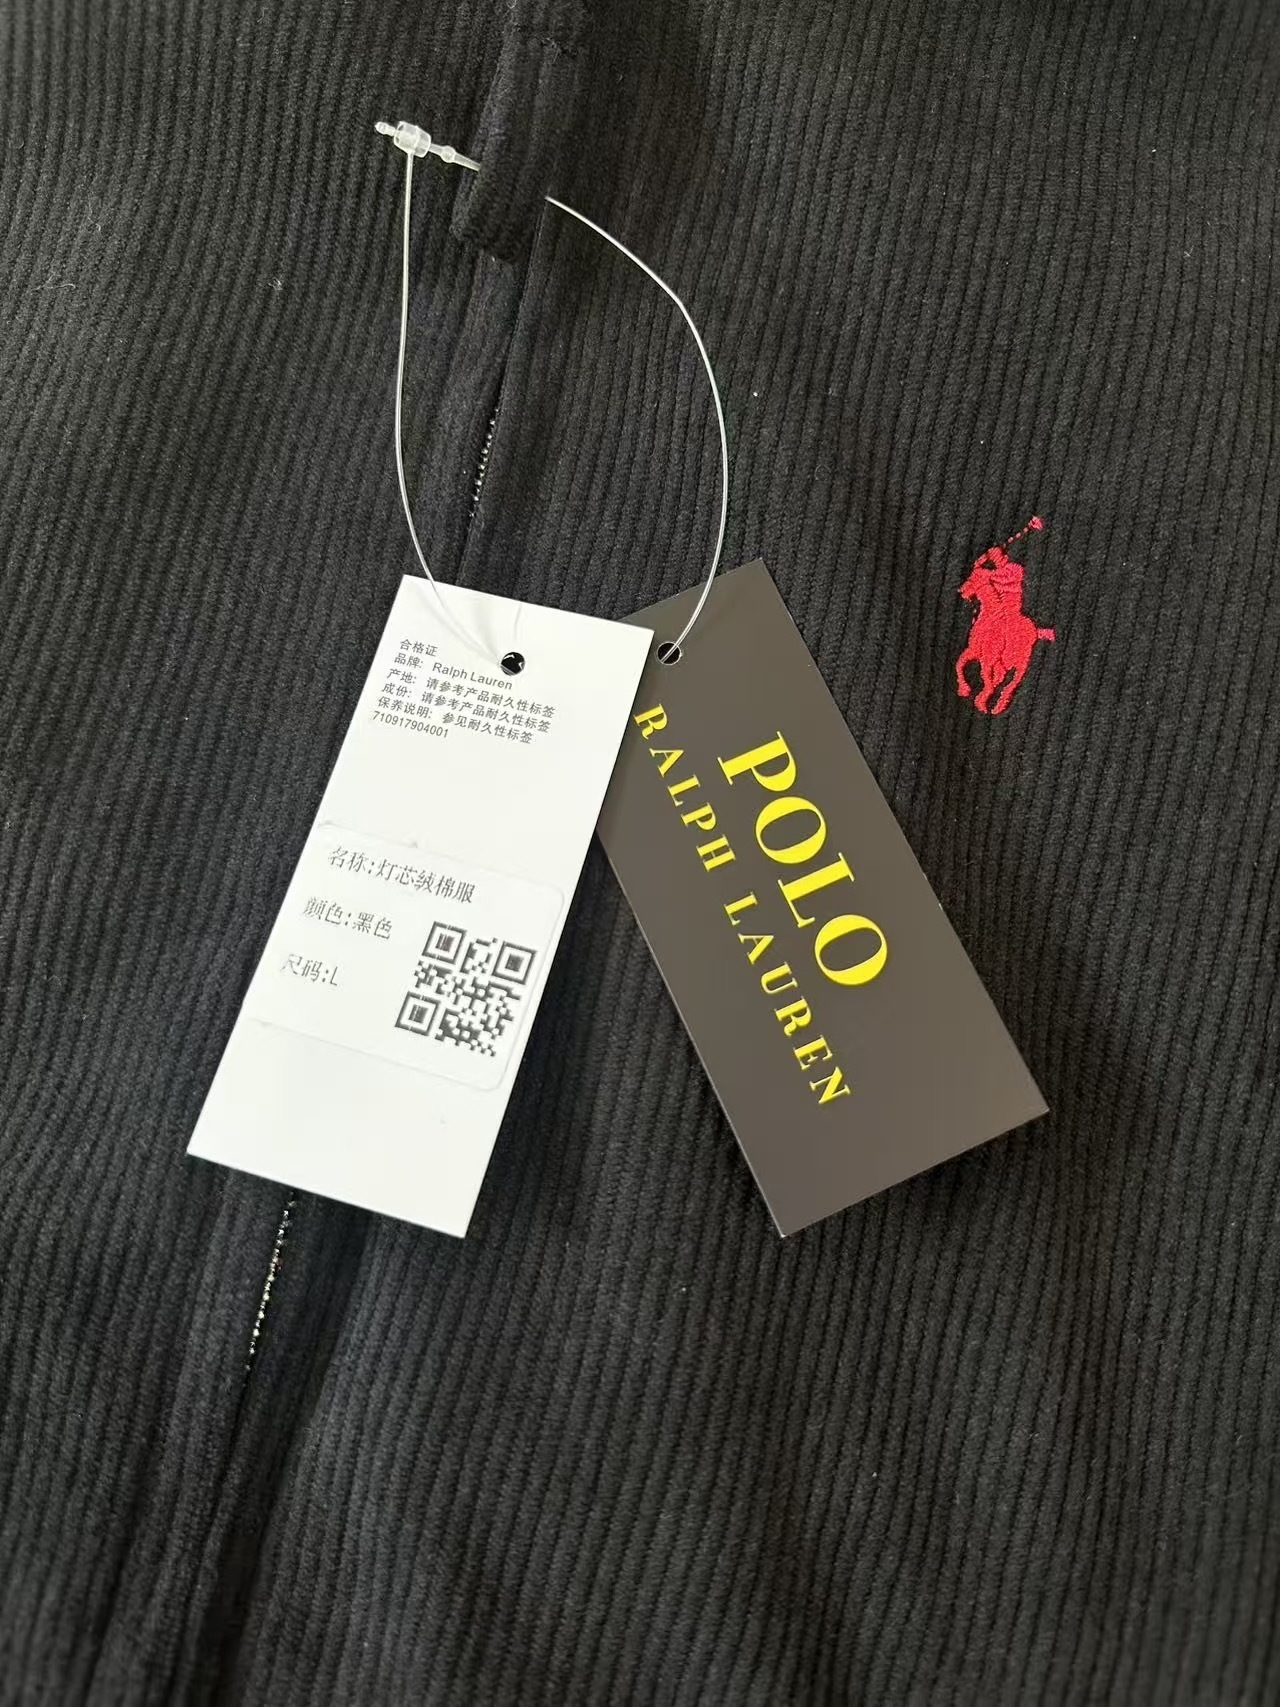 合格证
品牌: Ralph Lauren
产地: 请参考产品耐久性标签
成份: 请参考产品耐久性标签
保养说明: 参见耐久性标签
710917904001
名称:灯芯绒棉服
颜色:黑色
尺码:L
POLO
RALPH LAUREN